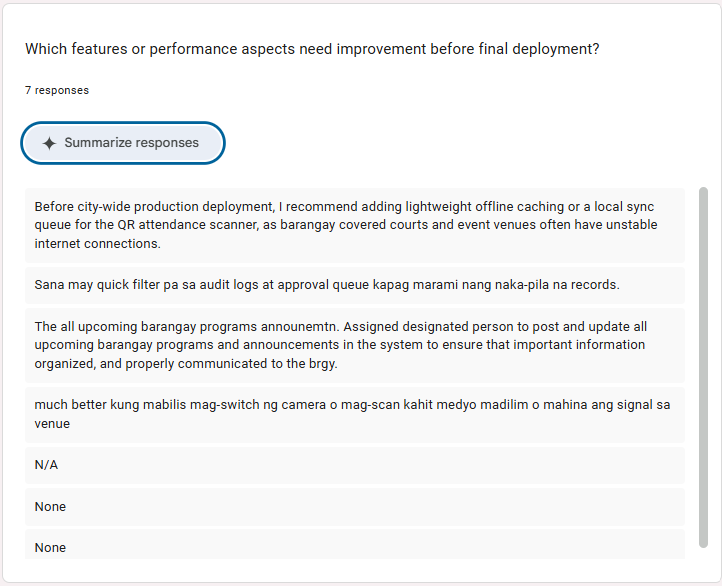 Which features or performance aspects need improvement before final deployment?
7 responses
Summarize responses
Before city-wide production deployment, I recommend adding lightweight offline caching or a local sync
queue for the QR attendance scanner, as barangay covered courts and event venues often have unstable
internet connections.
Sana may quick filter pa sa audit logs at approval queue kapag marami nang naka-pila na records.
The all upcoming barangay programs announemtn. Assigned designated person to post and update all
upcoming barangay programs and announcements in the system to ensure that important information
organized, and properly communicated to the brgy.
much better kung mabilis mag-switch ng camera o mag-scan kahit medyo madilim o mahina ang signal sa
venue
N/A
None
None